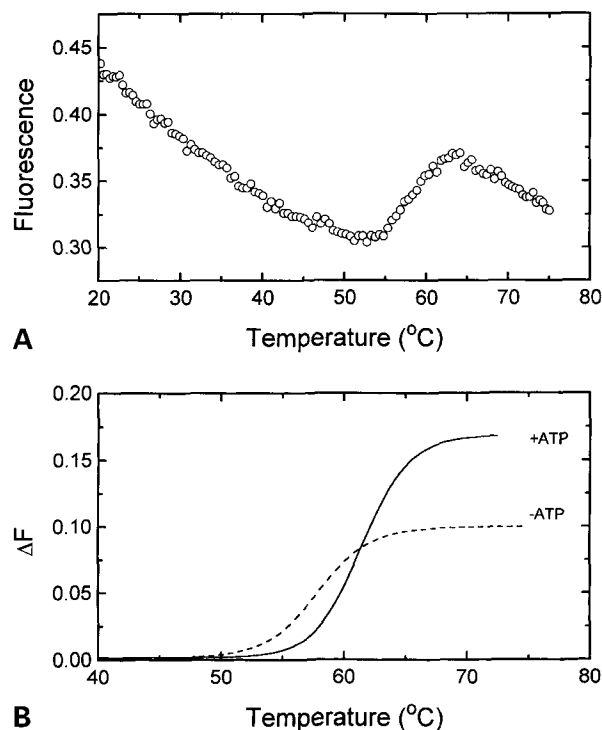 0.45
0.40
0.35
0.30
Fluorescence
20 30 40 50 60 70 80
Temperature (°C)
A
0.20
0.15
0.10
0.05
0.00
ΔF
+ATP
-ATP
40 50 60 70 80
Temperature (°C)
B